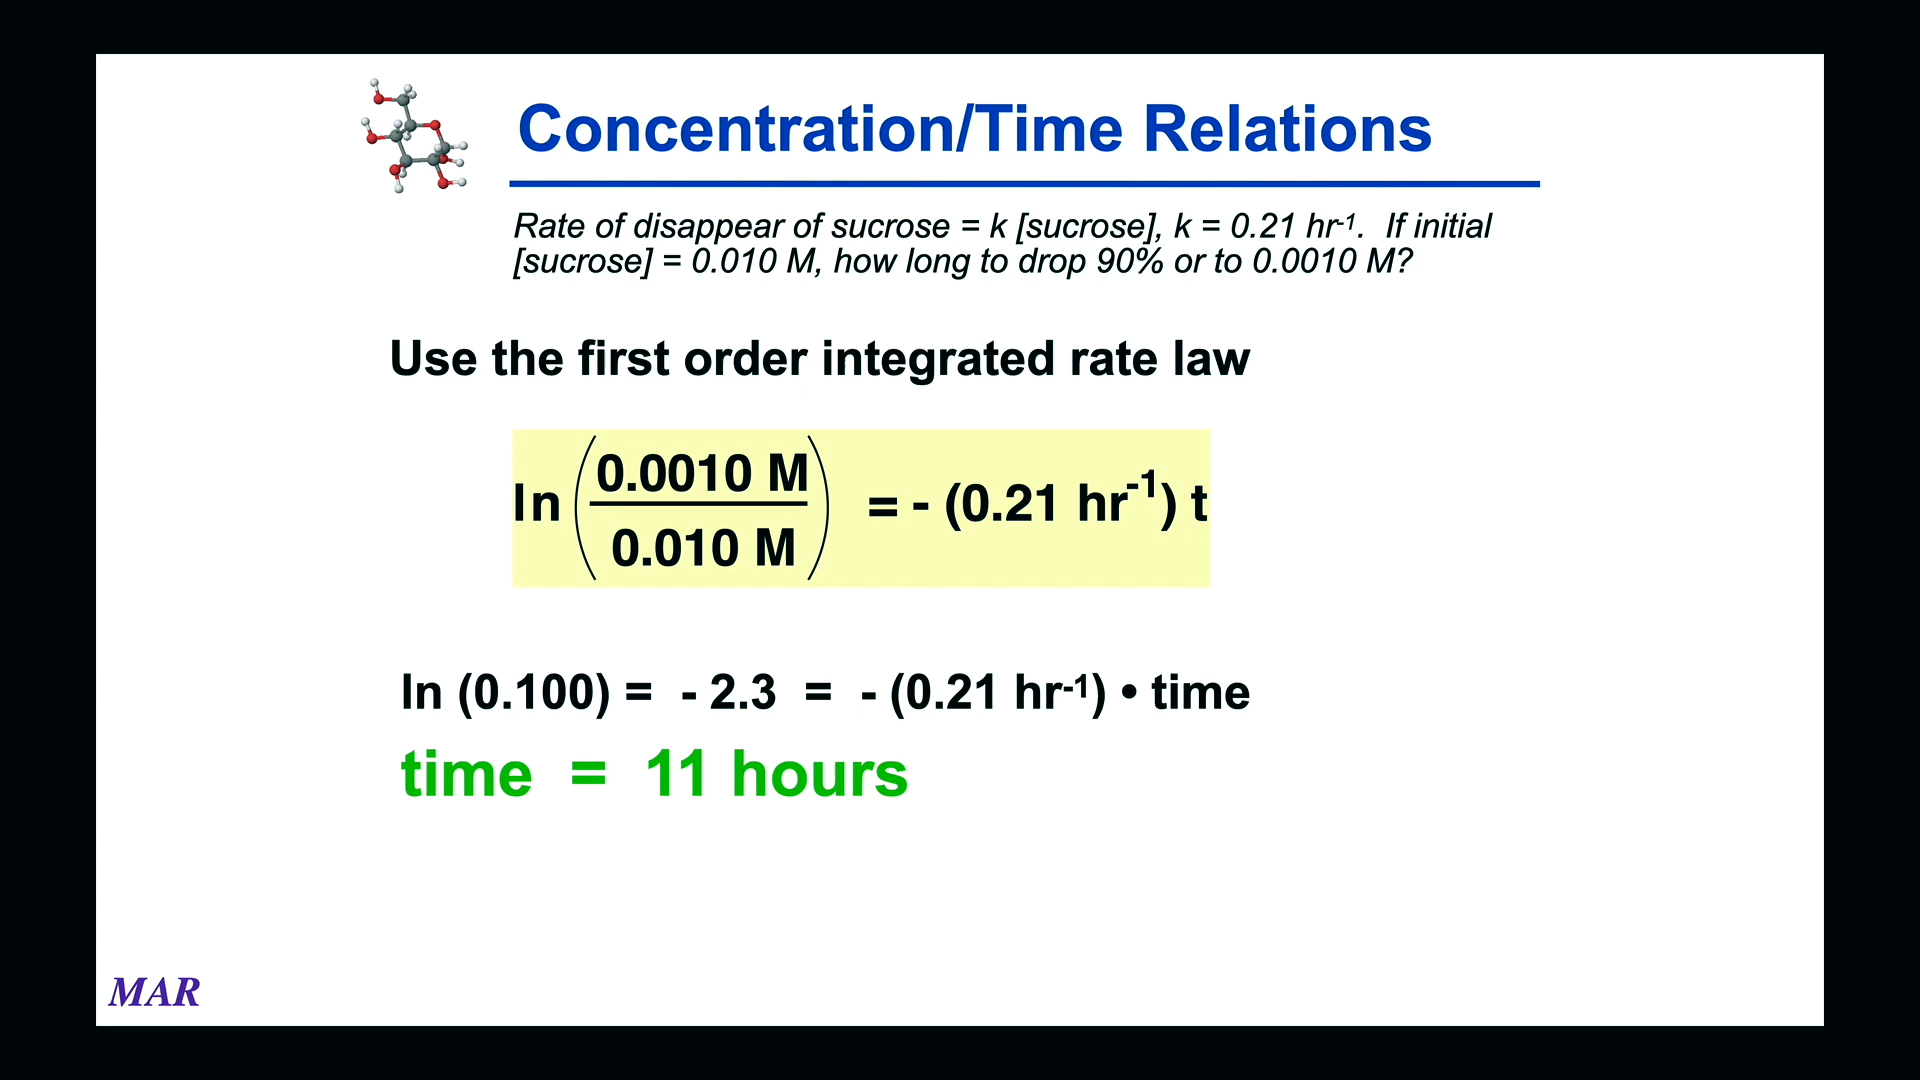 Concentration/Time Relations
Rate of disappear of sucrose = k [sucrose], k = 0.21 hr⁻¹.  If initial
[sucrose] = 0.010 M, how long to drop 90% or to 0.0010 M?
Use the first order integrated rate law
ln (0.0010 M / 0.010 M) = - (0.21 hr⁻¹) t
ln (0.100) =  - 2.3  =  - (0.21 hr⁻¹) • time
time  =  11 hours
MAR